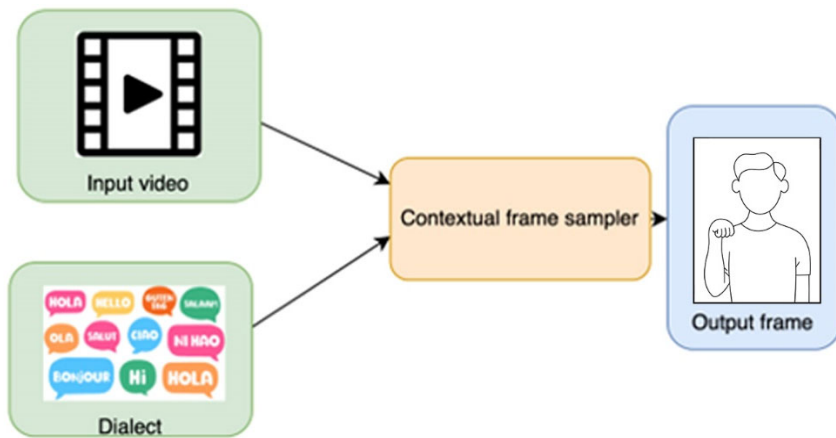 Input video
Contextual frame sampler
Output frame
HOLA HELLO GUTEN TAG SALAAM!
OLA SALUT CIAO NI HAO
BONJOUR Hi HOLA
Dialect